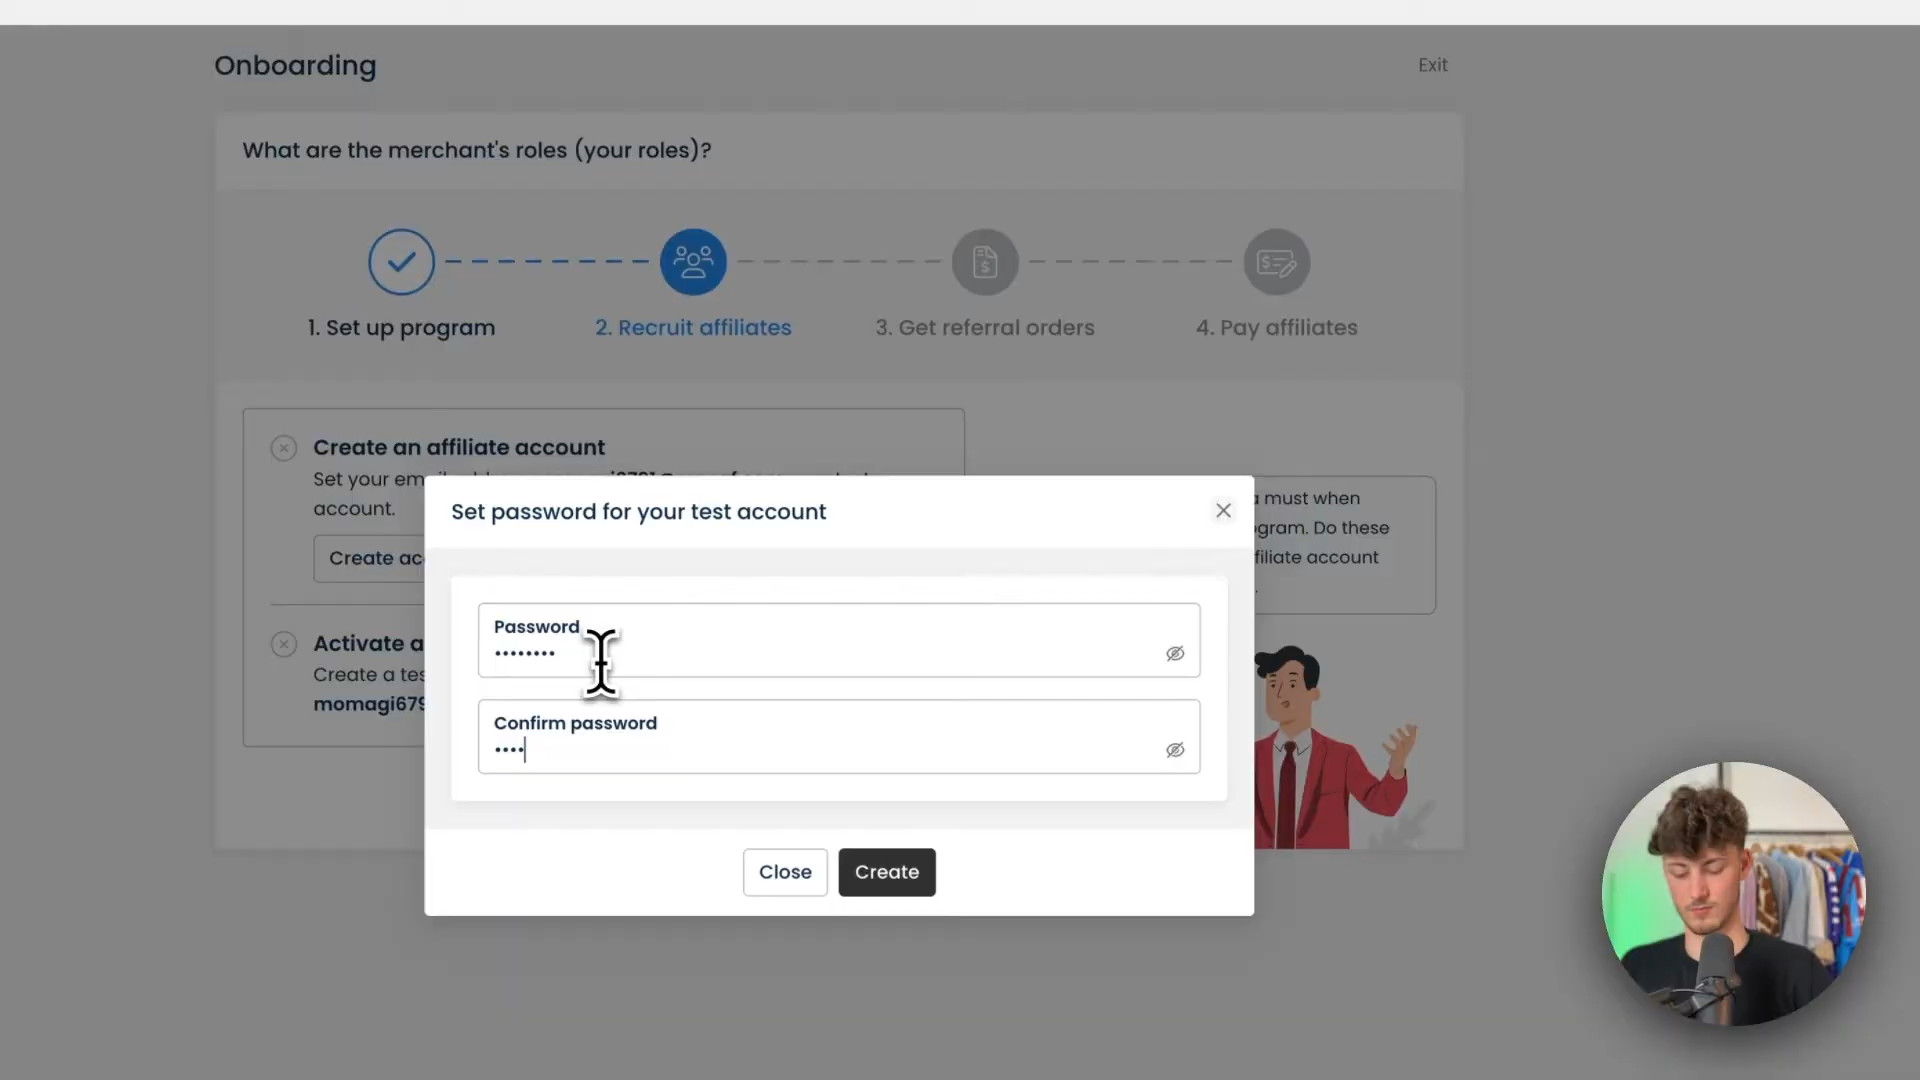 Onboarding
Exit
What are the merchant's roles (your roles)?
1. Set up program
2. Recruit affiliates
3. Get referral orders
4. Pay affiliates
Create an affiliate account
Set your em
account.
Create ac
Activate a
Create a tes
momagi679
must when
gram. Do these
filiate account
Set password for your test account
Password
••••••••
Confirm password
••••
Close
Create